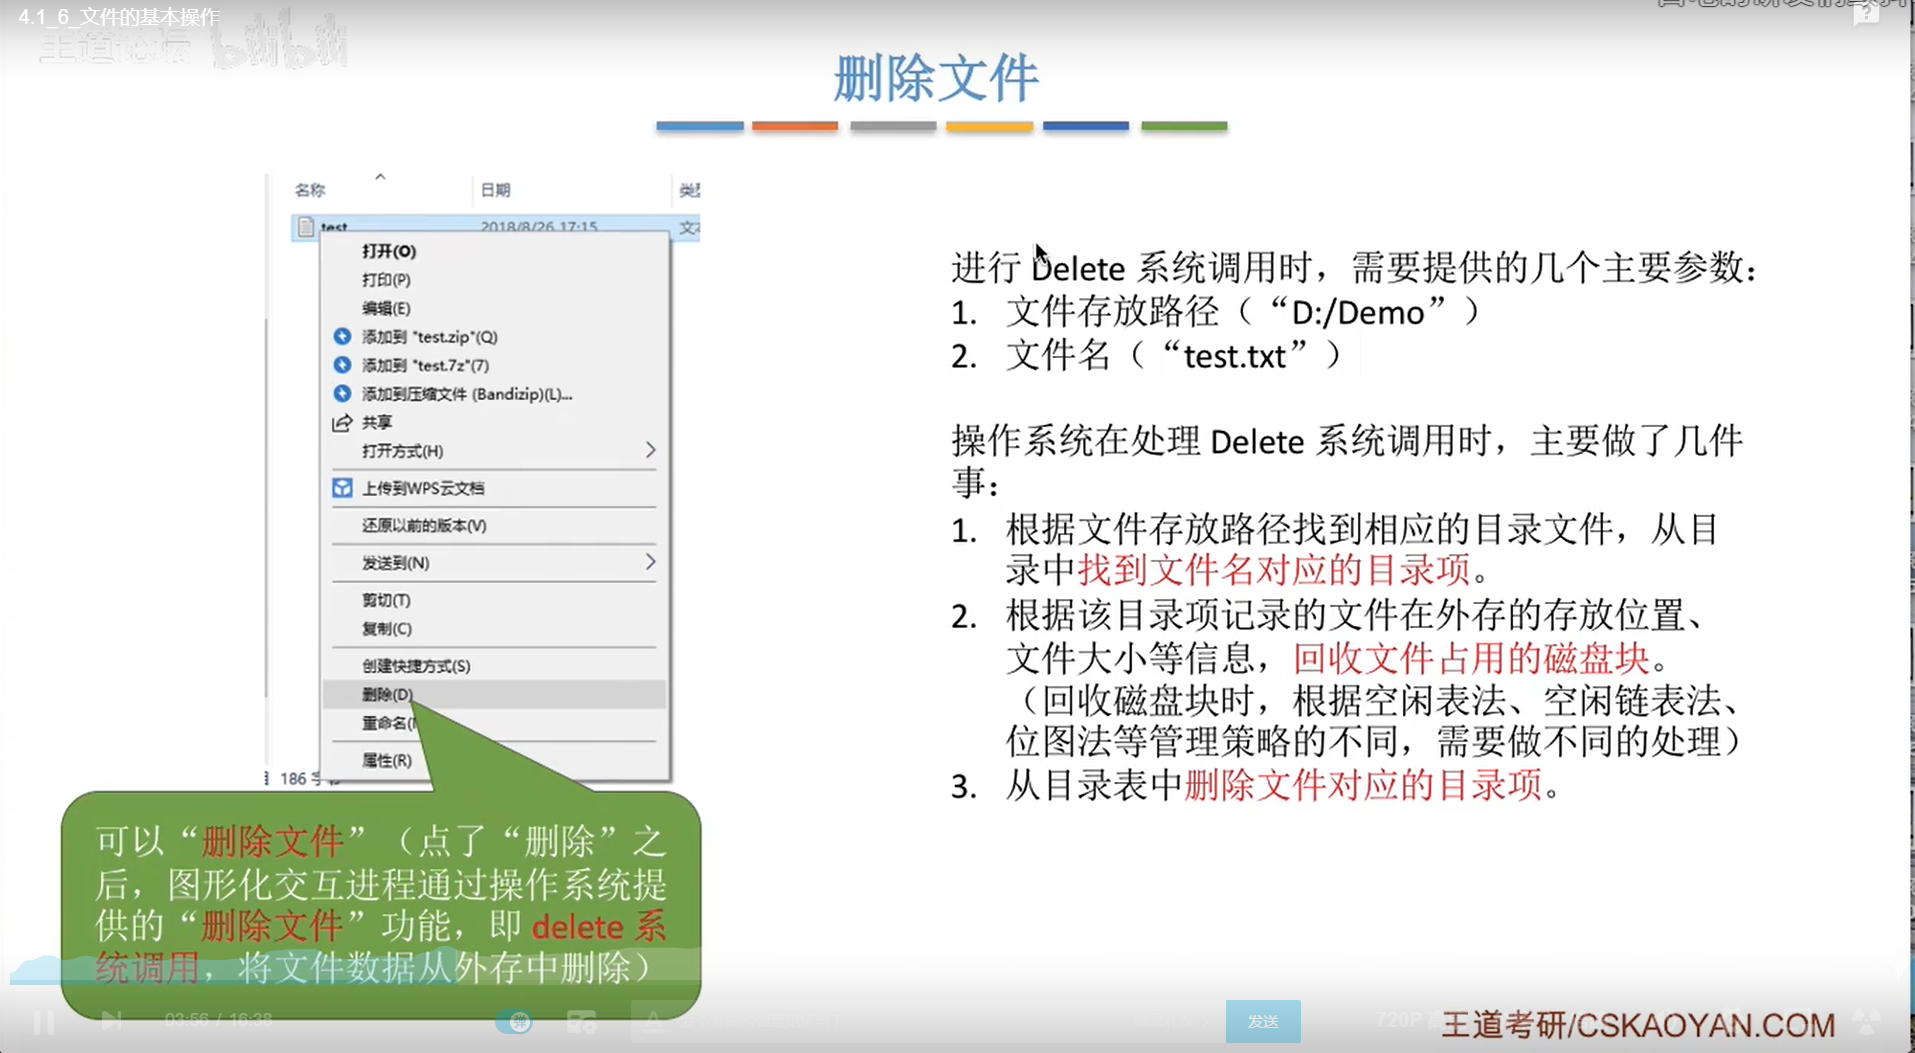 4.1_6_文件的基本操作
王道论坛 bilibili
删除文件
名称 日期
test 2018/8/26 17:15
打开(O)
打印(P)
编辑(E)
添加到 "test.zip"(Q)
添加到 "test.7z"(7)
添加到压缩文件 (Bandizip)(L)...
共享
打开方式(H)
上传到WPS云文档
还原以前的版本(V)
发送到(N)
剪切(T)
复制(C)
创建快捷方式(S)
删除(D)
重命名(
属性(R)
186
可以“删除文件”（点了“删除”之
后，图形化交互进程通过操作系统提
供的“删除文件”功能，即 delete 系
统调用，将文件数据从外存中删除）
进行 Delete 系统调用时，需要提供的几个主要参数：
1. 文件存放路径（“D:/Demo”）
2. 文件名（“test.txt”）
操作系统在处理 Delete 系统调用时，主要做了几件
事：
1. 根据文件存放路径找到相应的目录文件，从目
录中找到文件名对应的目录项。
2. 根据该目录项记录的文件在外存的存放位置、
文件大小等信息，回收文件占用的磁盘块。
（回收磁盘块时，根据空闲表法、空闲链表法、
位图法等管理策略的不同，需要做不同的处理）
3. 从目录表中删除文件对应的目录项。
03:56 / 16:38
弹
发送
720P
王道考研/CSKAOYAN.COM